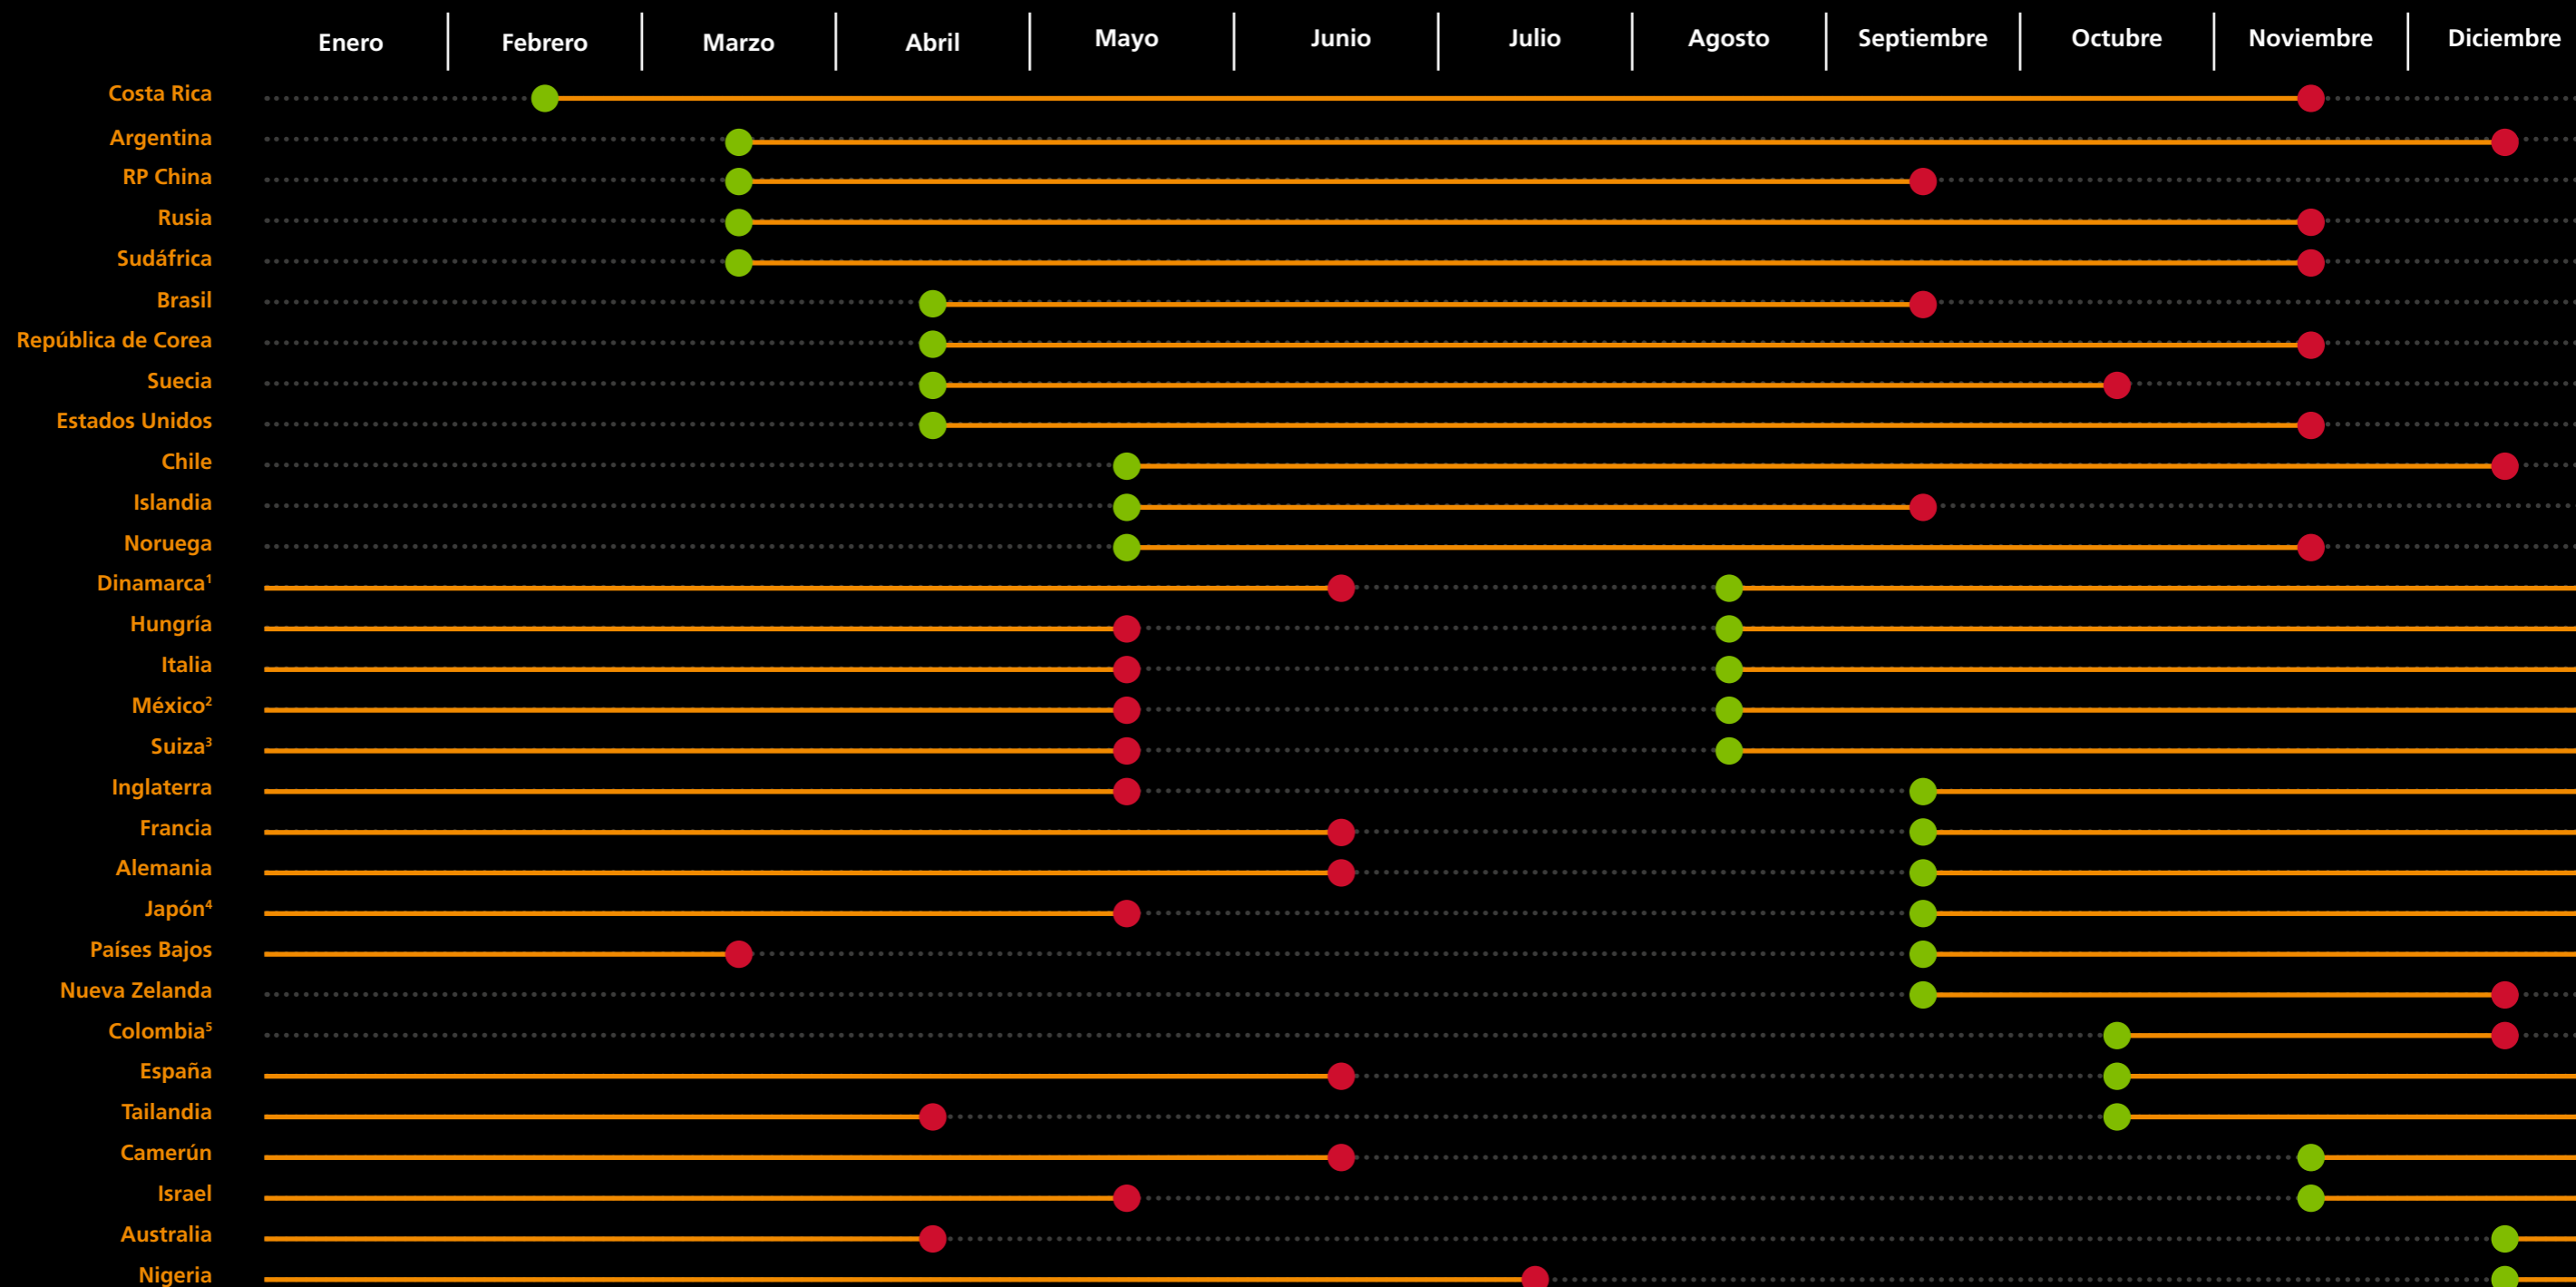 Enero Febrero Marzo Abril Mayo Junio Julio Agosto Septiembre Octubre Noviembre Diciembre
Costa Rica
Argentina
RP China
Rusia
Sudáfrica
Brasil
República de Corea
Suecia
Estados Unidos
Chile
Islandia
Noruega
Dinamarca¹
Hungría
Italia
México²
Suiza³
Inglaterra
Francia
Alemania
Japón⁴
Países Bajos
Nueva Zelanda
Colombia⁵
España
Tailandia
Camerún
Israel
Australia
Nigeria